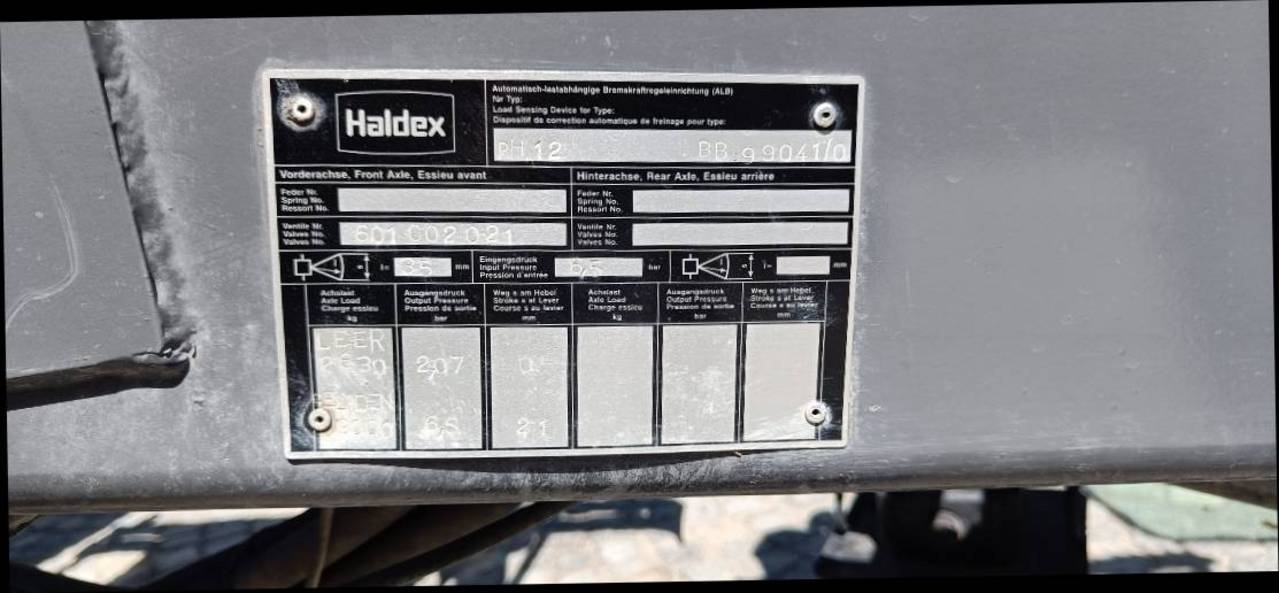 Haldex
Automatisch-lastabhängige Bremskraftregeleinrichtung (ALB)
für Typ:
Load Sensing Device for Type:
Dispositif de correction automatique de freinage pour type:
PH 12 BB 99041/0
Vorderachse, Front Axle, Essieu avant
Hinterachse, Rear Axle, Essieu arrière
Feder Nr.
Spring No.
Ressort No.
Feder Nr.
Spring No.
Ressort No.
Ventile Nr.
Valves No.
Valves No.
601 002 021
Ventile Nr.
Valves No.
Valves No.
s l= 35 mm
Eingangsdruck
Input Pressure
Pression d'entrée
6,5 bar
s l= mm
Achslast
Axle Load
Charge essieu
kg
Ausgangsdruck
Output Pressure
Pression de sortie
bar
Weg s am Hebel
Stroke s at Lever
Course s au levier
mm
Achslast
Axle Load
Charge essieu
kg
Ausgangsdruck
Output Pressure
Pression de sortie
bar
Weg s am Hebel
Stroke s at Lever
Course s au levier
mm
LEER
2630 2,07 0
6,5 21